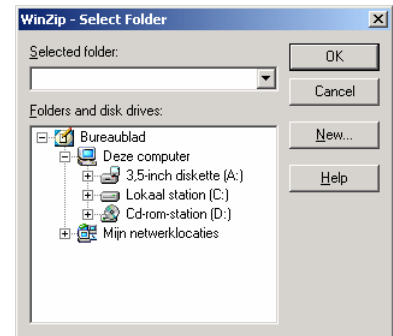 WinZip - Select Folder
Selected folder:
OK
Cancel
Folders and disk drives:
New...
Help
Bureaublad
Deze computer
3,5-inch diskette (A:)
Lokaal station (C:)
Cd-rom-station (D:)
Mijn netwerklocaties